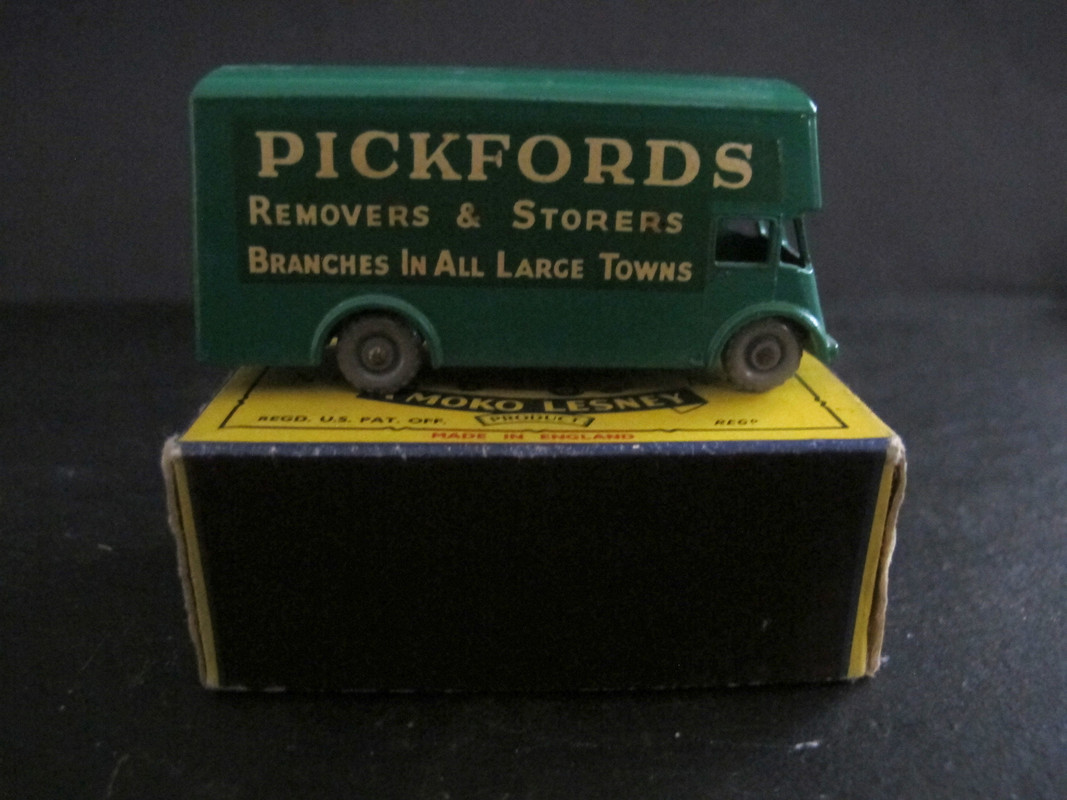 PICKFORDS
REMOVERS & STORERS
BRANCHES IN ALL LARGE TOWNS
MOKO LESNEY
REGD. U.S. PAT. OFF. PRODUCT REGD
MADE IN ENGLAND